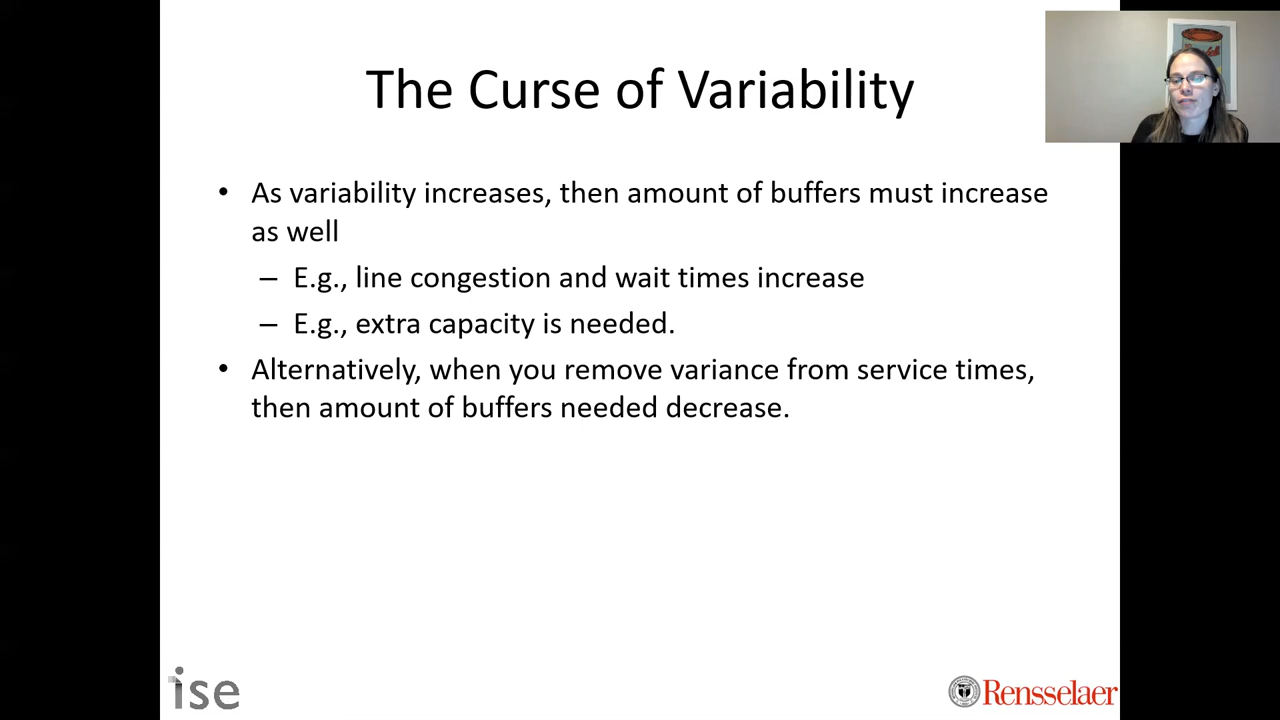 The Curse of Variability
• As variability increases, then amount of buffers must increase
as well
– E.g., line congestion and wait times increase
– E.g., extra capacity is needed.
• Alternatively, when you remove variance from service times,
then amount of buffers needed decrease.
ise
Rensselaer